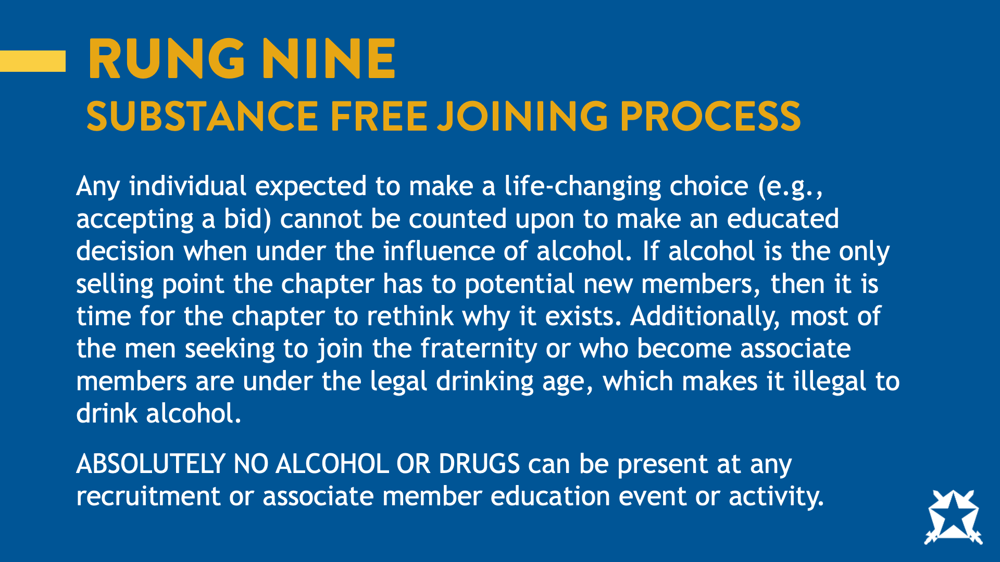 RUNG NINE
SUBSTANCE FREE JOINING PROCESS
Any individual expected to make a life-changing choice (e.g.,
accepting a bid) cannot be counted upon to make an educated
decision when under the influence of alcohol. If alcohol is the only
selling point the chapter has to potential new members, then it is
time for the chapter to rethink why it exists. Additionally, most of
the men seeking to join the fraternity or who become associate
members are under the legal drinking age, which makes it illegal to
drink alcohol.
ABSOLUTELY NO ALCOHOL OR DRUGS can be present at any
recruitment or associate member education event or activity.